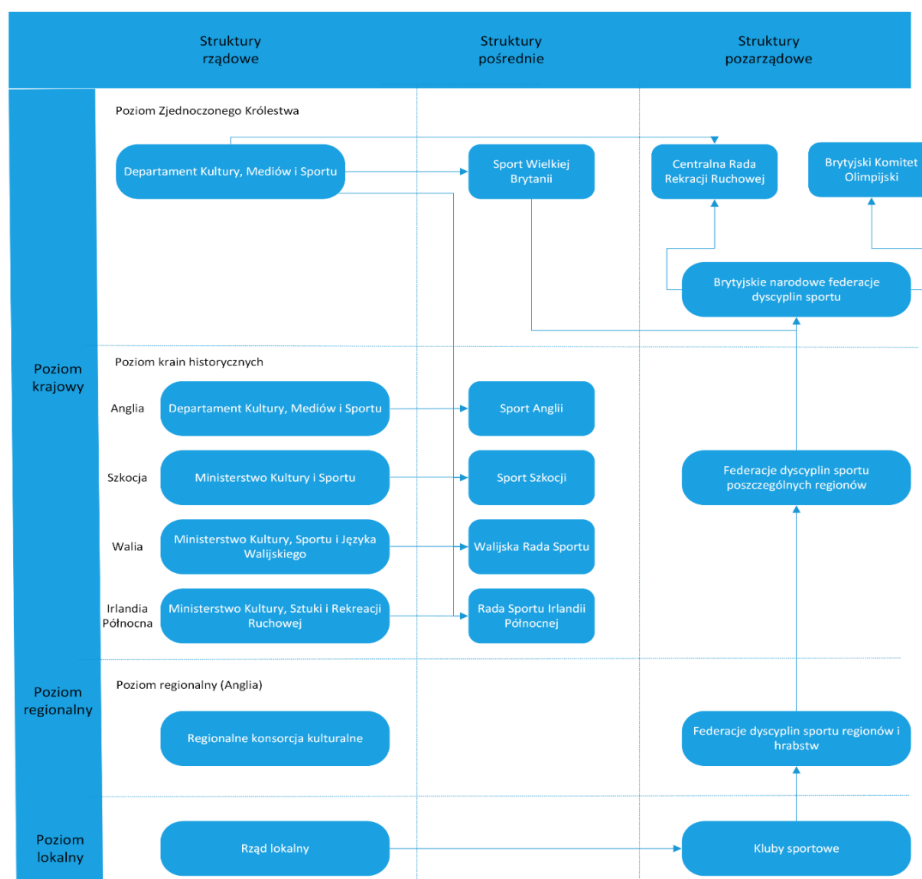 Struktury
rządowe
Struktury
pośrednie
Struktury
pozarządowe
Poziom
krajowy
Poziom Zjednoczonego Królestwa
Departament Kultury, Mediów i Sportu
Sport Wielkiej
Brytanii
Centralna Rada
Rekracji Ruchowej
Brytyjski Komitet
Olimpijski
Brytyjskie narodowe federacje
dyscyplin sportu
Poziom krain historycznych
Anglia
Departament Kultury, Mediów i Sportu
Sport Anglii
Szkocja
Ministerstwo Kultury i Sportu
Sport Szkocji
Federacje dyscyplin sportu
poszczególnych regionów
Walia
Ministerstwo Kultury, Sportu i Język
Walijskiego
Walijska Rada Sportu
Irlandia
Północna
Ministerstwo Kultury, Sztuki i Rekreacji
Ruchowej
Rada Sportu Irlandii
Północnej
Poziom
regionalny
Poziom regionalny (Anglia)
Regionalne konsorcja kulturalne
Federacje dyscyplin sportu regionów i
hrabstw
Poziom
lokalny
Rząd lokalny
Kluby sportowe